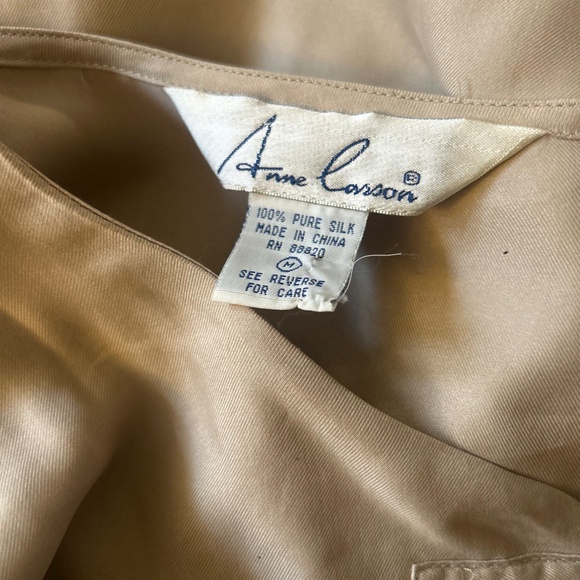 Anne Carson®
100% PURE SILK
MADE IN CHINA
RN 88820
M
SEE REVERSE
FOR CARE